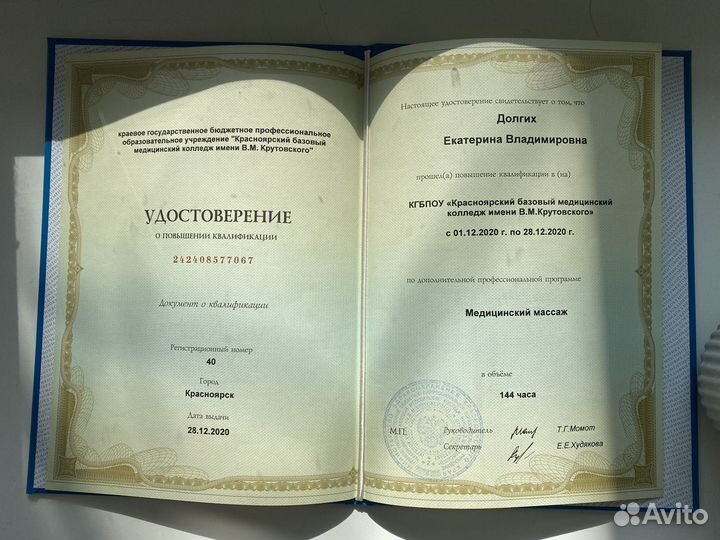 краевое государственное бюджетное профессиональное
образовательное учреждение "Красноярский базовый
медицинский колледж имени В.М. Крутовского"
УДОСТОВЕРЕНИЕ
О ПОВЫШЕНИИ КВАЛИФИКАЦИИ
242408577067
Документ о квалификации
Регистрационный номер
40
Город
Красноярск
Дата выдачи
28.12.2020
Настоящее удостоверение свидетельствует о том, что
Долгих
Екатерина Владимировна
прошел(а) повышение квалификации в (на)
КГБПОУ «Красноярский базовый медицинский
колледж имени В.М.Крутовского»
с 01.12.2020 г. по 28.12.2020 г.
по дополнительной профессиональной программе
Медицинский массаж
в объёме
144 часа
М.П.
Руководитель
Т.Г.Момот
Секретарь
Е.Е.Худякова
Avito